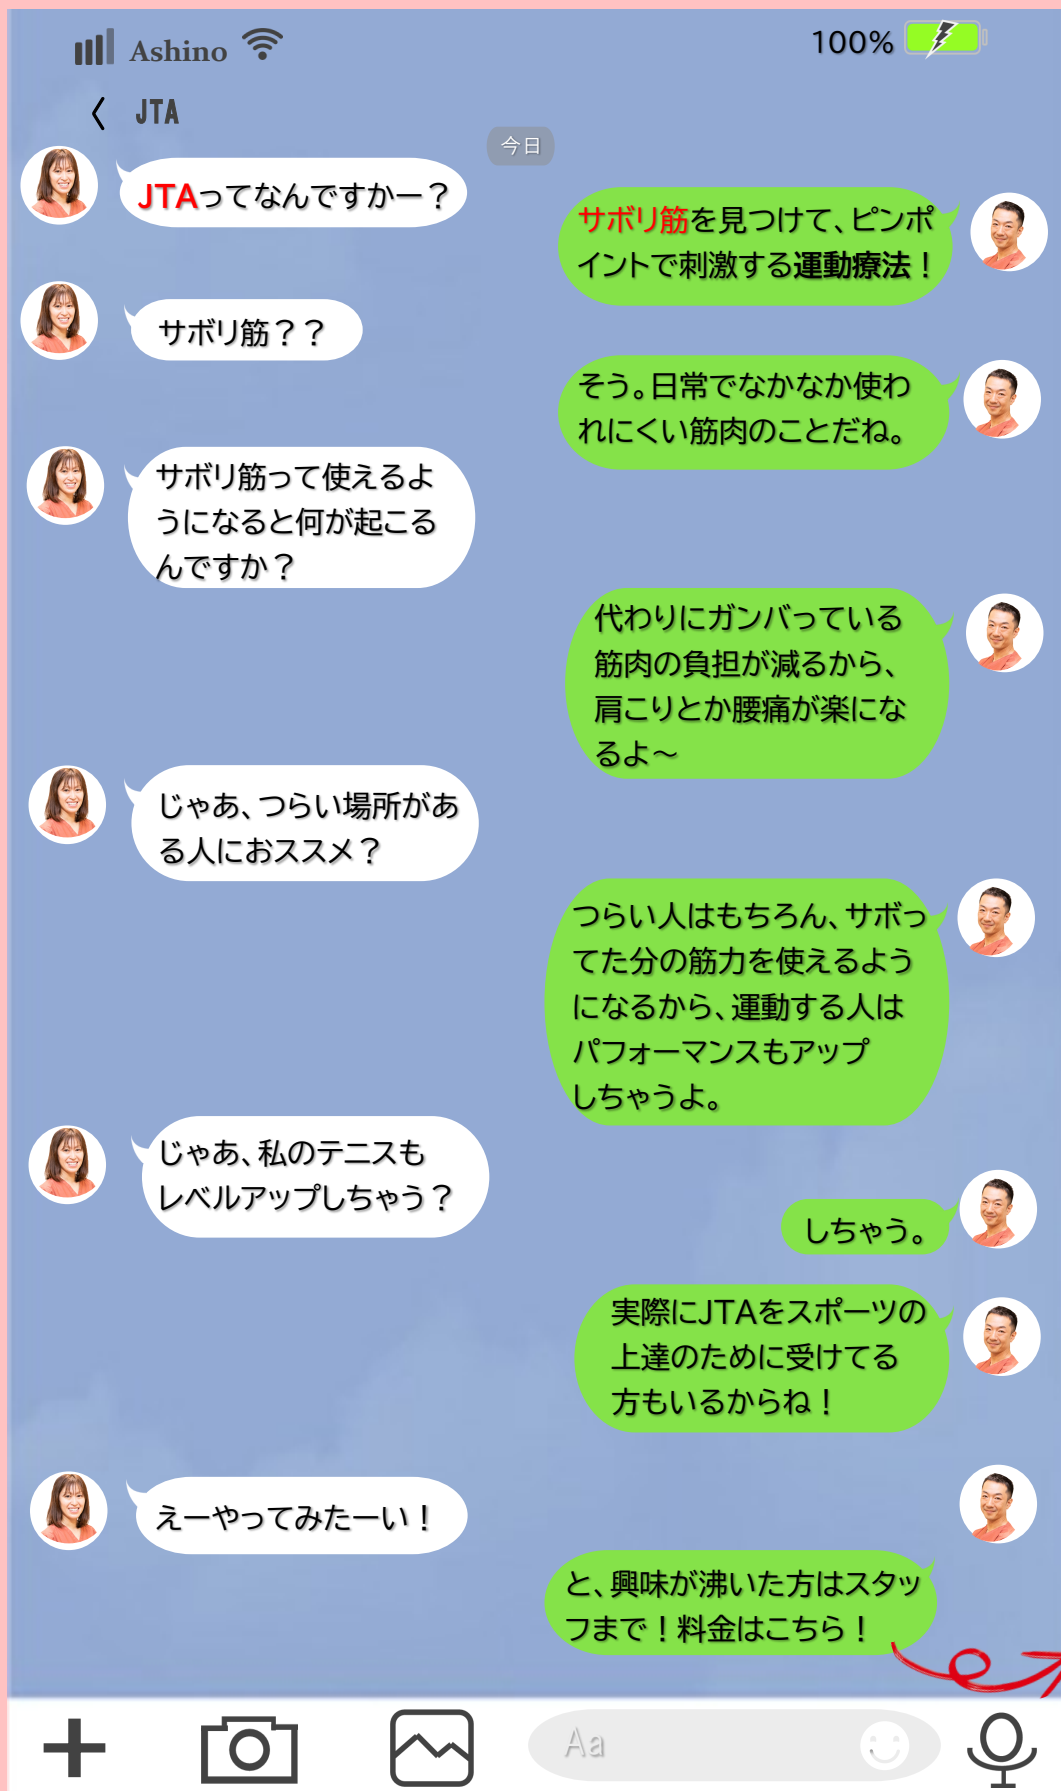 Ashino
100%
JTA
今日
JTAってなんですかー？
サボリ筋を見つけて、ピンポ
イントで刺激する運動療法！
サボリ筋？？
そう。日常でなかなか使わ
れにくい筋肉のことだね。
サボリ筋って使えるよ
うになると何が起こる
んですか？
代わりにガンバっている
筋肉の負担が減るから、
肩こりとか腰痛が楽にな
るよ～
じゃあ、つらい場所があ
る人におススメ？
つらい人はもちろん、サボっ
てた分の筋力を使えるよう
になるから、運動する人は
パフォーマンスもアップ
しちゃうよ。
じゃあ、私のテニスも
レベルアップしちゃう？
しちゃう。
実際にJTAをスポーツの
上達のために受けてる
方もいるからね！
えーやってみたーい！
と、興味が沸いた方はスタッ
フまで！料金はこちら！
Aa